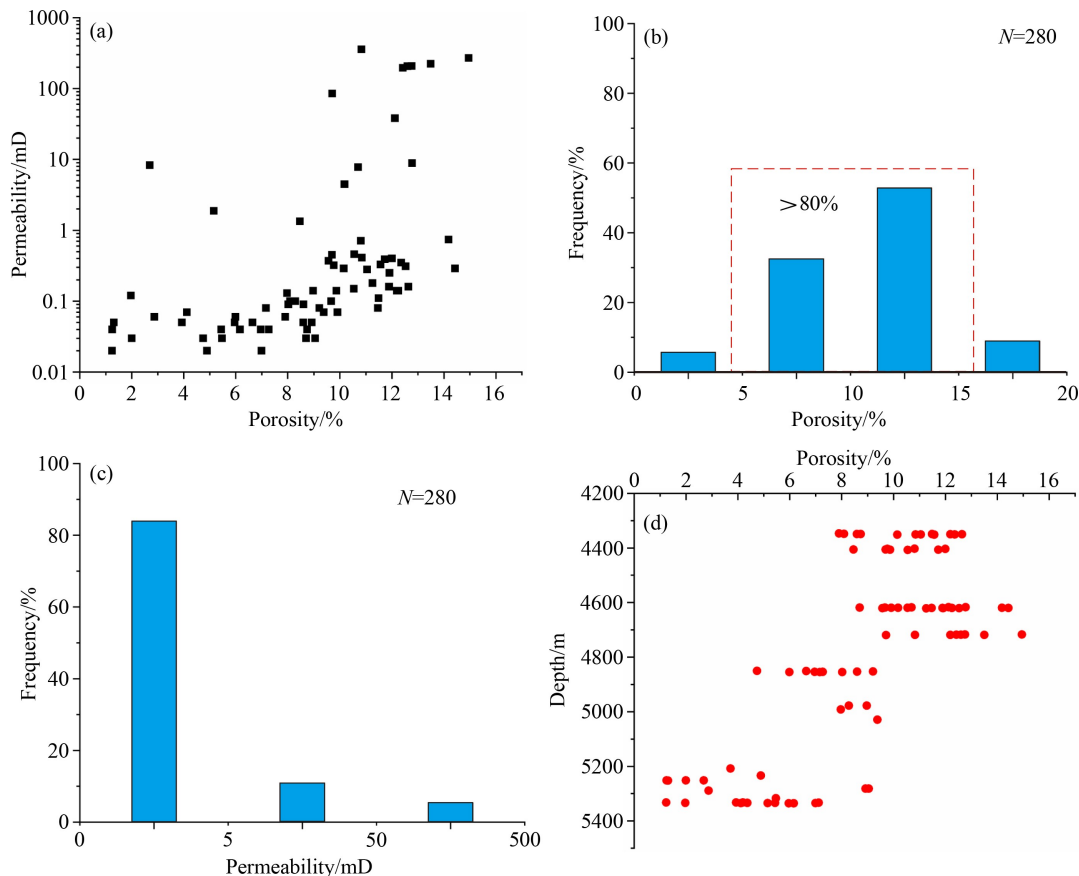 (a)
1000
100
10
1
0.1
0.01
Permeability/mD
0 2 4 6 8 10 12 14 16
Porosity/%
(b)
N=280
100
80
60
40
20
0
Frequency/%
>80%
0 5 10 15 20
Porosity/%
(c)
N=280
100
80
60
40
20
0
Frequency/%
0 5 50 500
Permeability/mD
Porosity/%
0 2 4 6 8 10 12 14 16
(d)
4200
4400
4600
4800
5000
5200
5400
Depth/m